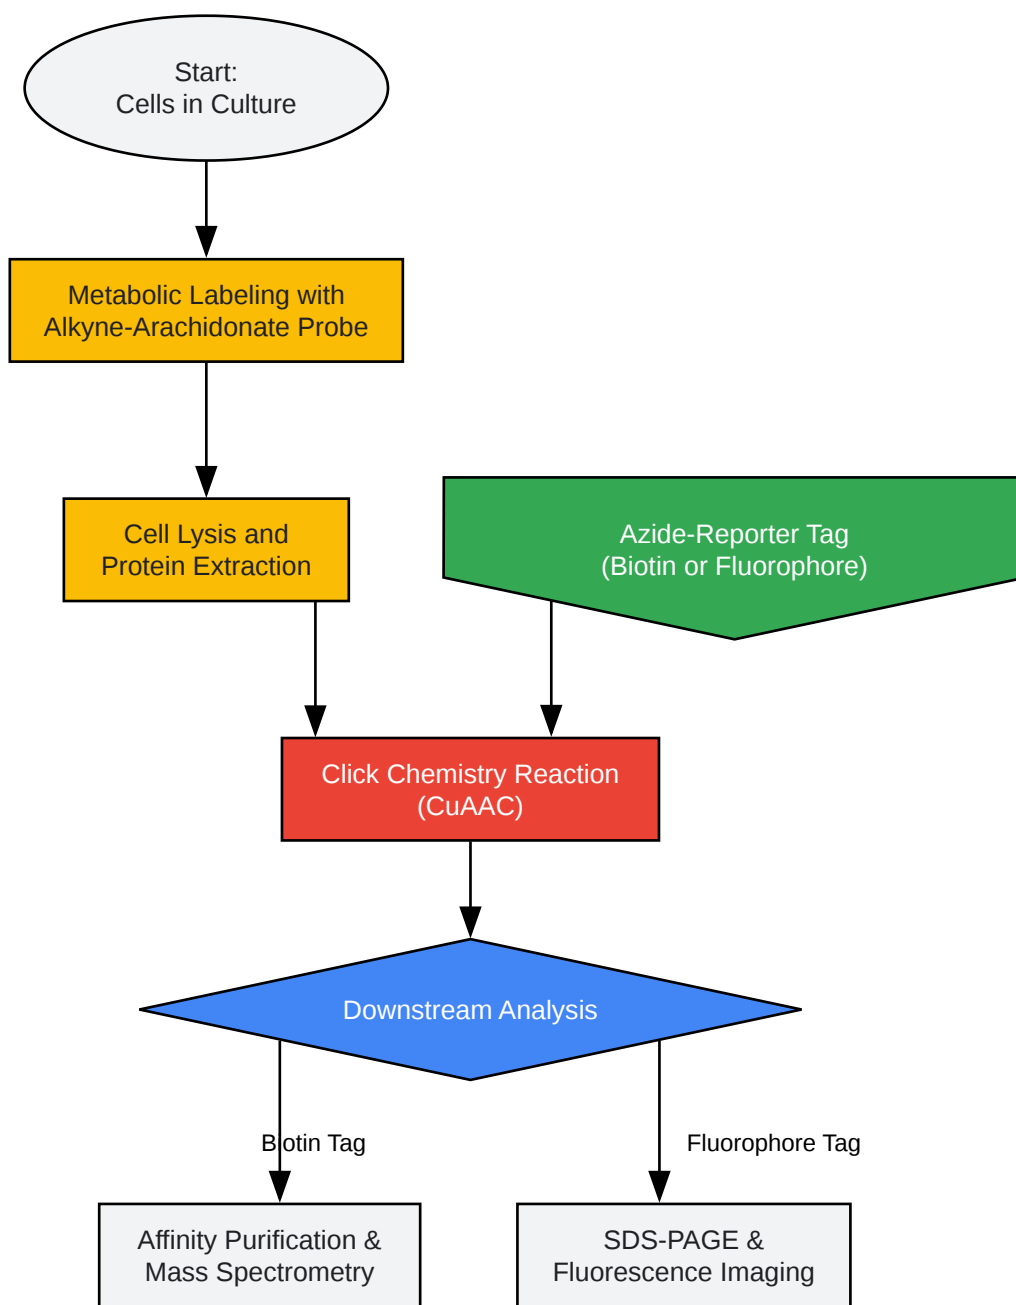 Start:
Cells in Culture
Metabolic Labeling with
Alkyne-Arachidonate Probe
Cell Lysis and
Protein Extraction
Azide-Reporter Tag
(Biotin or Fluorophore)
Click Chemistry Reaction
(CuAAC)
Downstream Analysis
Biotin Tag
Fluorophore Tag
Affinity Purification &
Mass Spectrometry
SDS-PAGE &
Fluorescence Imaging